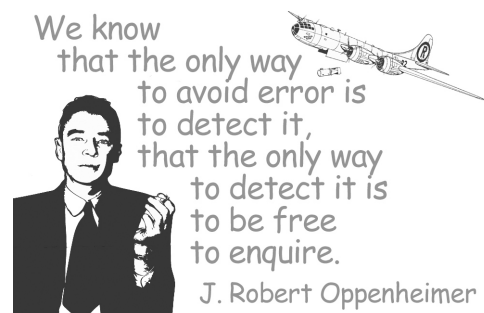 We know
that the only way
to avoid error is
to detect it,
that the only way
to detect it is
to be free
to enquire.
J. Robert Oppenheimer
R